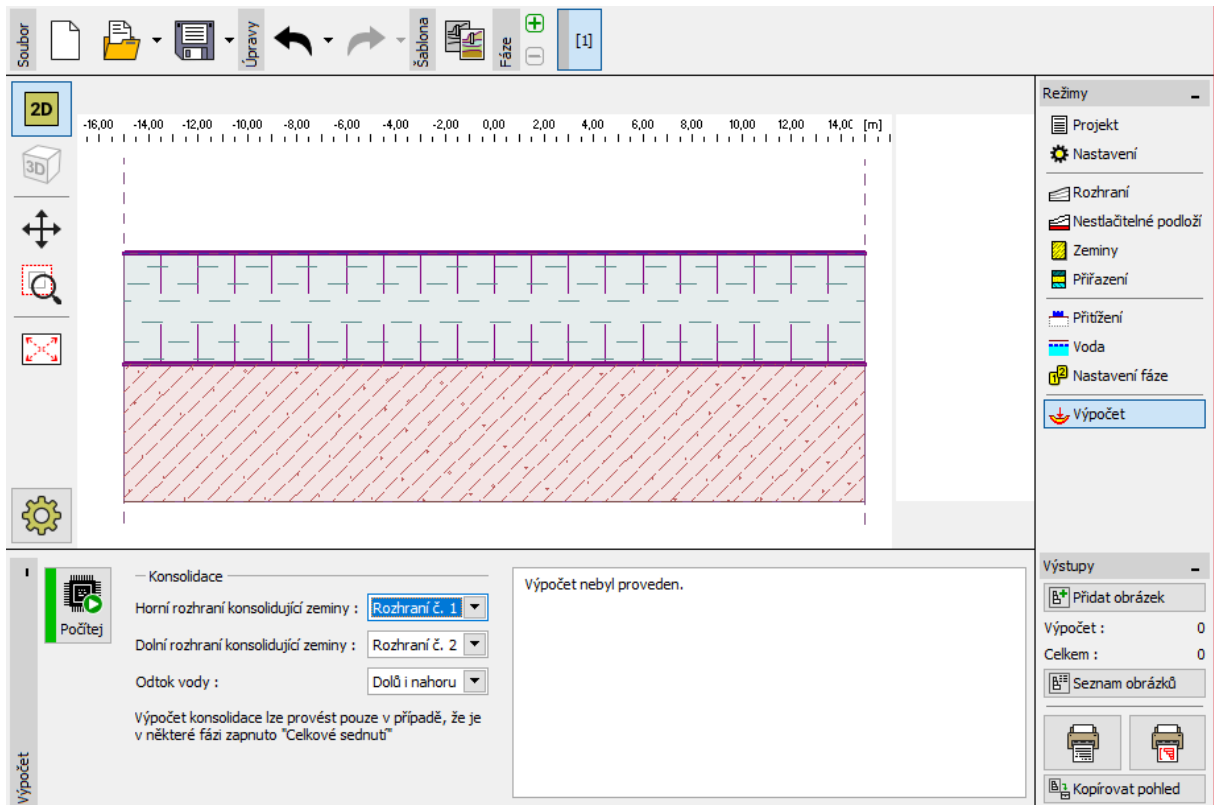 Soubor
Úpravy
Šablona
Fáze
[1]
2D
3D
-16,00 -14,00 -12,00 -10,00 -8,00 -6,00 -4,00 -2,00 0,00 2,00 4,00 6,00 8,00 10,00 12,00 14,0( [m]
Režimy
Projekt
Nastavení
Rozhraní
Nestlačitelné podloží
Zeminy
Přiřazení
Přitížení
Voda
Nastavení fáze
Výpočet
Výpočet
Počítej
Konsolidace
Horní rozhraní konsolidující zeminy : Rozhraní č. 1
Dolní rozhraní konsolidující zeminy : Rozhraní č. 2
Odtok vody : Dolů i nahoru
Výpočet konsolidace lze provést pouze v případě, že je
v některé fázi zapnuto "Celkové sednutí"
Výpočet nebyl proveden.
Výstupy
Přidat obrázek
Výpočet : 0
Celkem : 0
Seznam obrázků
Kopírovat pohled